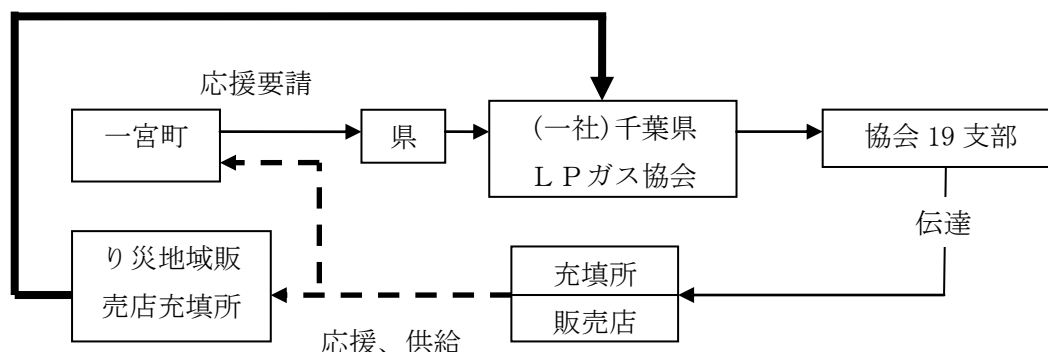 応援要請
一宮町
県
(一社)千葉県
ＬＰガス協会
協会 19 支部
伝達
り災地域販
売店充填所
充填所
販売店
応援、供給